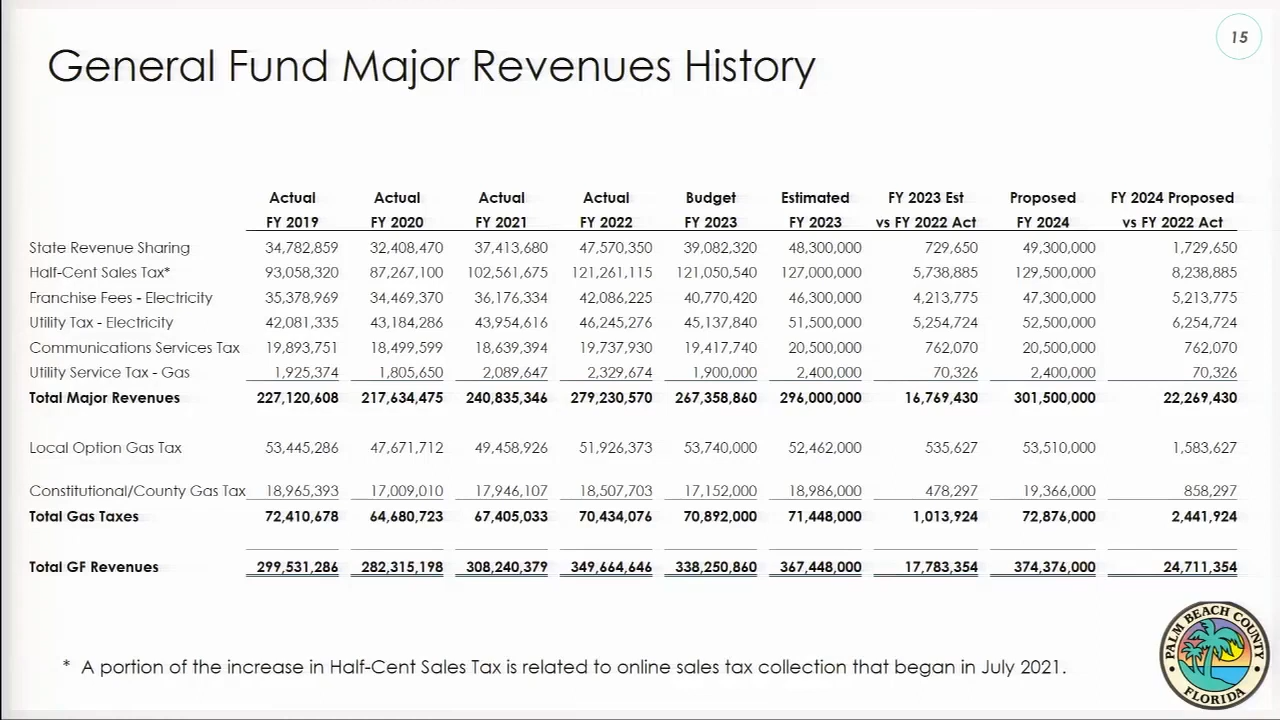 15
General Fund Major Revenues History
Actual Actual Actual Actual Budget Estimated FY 2023 Est Proposed FY 2024 Proposed
FY 2019 FY 2020 FY 2021 FY 2022 FY 2023 FY 2023 vs FY 2022 Act FY 2024 vs FY 2022 Act
State Revenue Sharing 34,782,859 32,408,470 37,413,680 47,570,350 39,082,320 48,300,000 729,650 49,300,000 1,729,650
Half-Cent Sales Tax* 93,058,320 87,267,100 102,561,675 121,261,115 121,050,540 127,000,000 5,738,885 129,500,000 8,238,885
Franchise Fees - Electricity 35,378,969 34,469,370 36,176,334 42,086,225 40,770,420 46,300,000 4,213,775 47,300,000 5,213,775
Utility Tax - Electricity 42,081,335 43,184,286 43,954,616 46,245,276 45,137,840 51,500,000 5,254,724 52,500,000 6,254,724
Communications Services Tax 19,893,751 18,499,599 18,639,394 19,737,930 19,417,740 20,500,000 762,070 20,500,000 762,070
Utility Service Tax - Gas 1,925,374 1,805,650 2,089,647 2,329,674 1,900,000 2,400,000 70,326 2,400,000 70,326
Total Major Revenues 227,120,608 217,634,475 240,835,346 279,230,570 267,358,860 296,000,000 16,769,430 301,500,000 22,269,430
Local Option Gas Tax 53,445,286 47,671,712 49,458,926 51,926,373 53,740,000 52,462,000 535,627 53,510,000 1,583,627
Constitutional/County Gas Tax 18,965,393 17,009,010 17,946,107 18,507,703 17,152,000 18,986,000 478,297 19,366,000 858,297
Total Gas Taxes 72,410,678 64,680,723 67,405,033 70,434,076 70,892,000 71,448,000 1,013,924 72,876,000 2,441,924
Total GF Revenues 299,531,286 282,315,198 308,240,379 349,664,646 338,250,860 367,448,000 17,783,354 374,376,000 24,711,354
* A portion of the increase in Half-Cent Sales Tax is related to online sales tax collection that began in July 2021.
PALM BEACH COUNTY
FLORIDA